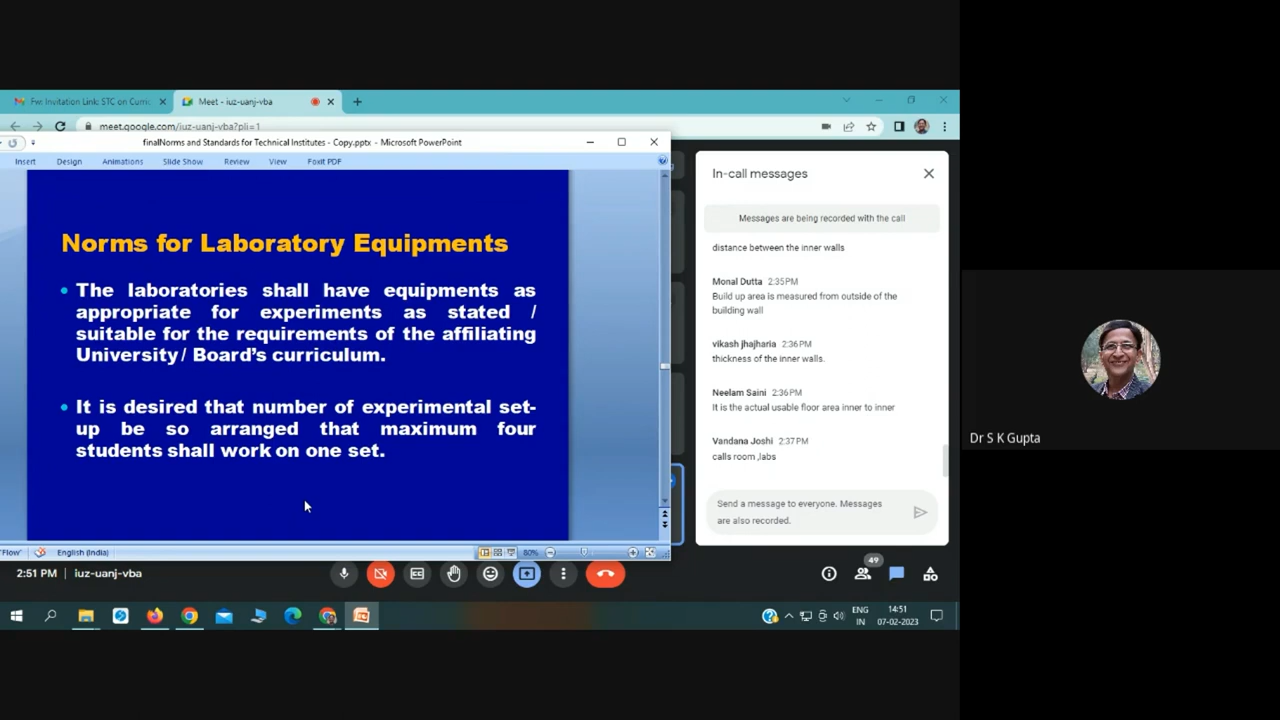 Fw: Invitation Link: STC on Curric
Meet - iuz-uanj-vba
meet.google.com/iuz-uanj-vba?pli=1
finalNorms and Standards for Technical Institutes - Copy.pptx - Microsoft PowerPoint
Insert Design Animations Slide Show Review View Foxit PDF
Norms for Laboratory Equipments
• The laboratories shall have equipments as
appropriate for experiments as stated /
suitable for the requirements of the affiliating
University / Board's curriculum.
• It is desired that number of experimental set-
up be so arranged that maximum four
students shall work on one set.
"Flow" English (India) 80%
In-call messages
Messages are being recorded with the call
distance between the inner walls
Monal Dutta 2:35PM
Build up area is measured from outside of the
building wall
vikash jhajharia 2:36PM
thickness of the inner walls.
Neelam Saini 2:36PM
It is the actual usable floor area inner to inner
Vandana Joshi 2:37PM
calls room ,labs
Send a message to everyone. Messages
are also recorded.
Dr S K Gupta
2:51 PM | iuz-uanj-vba
49
ENG
IN
14:51
07-02-2023